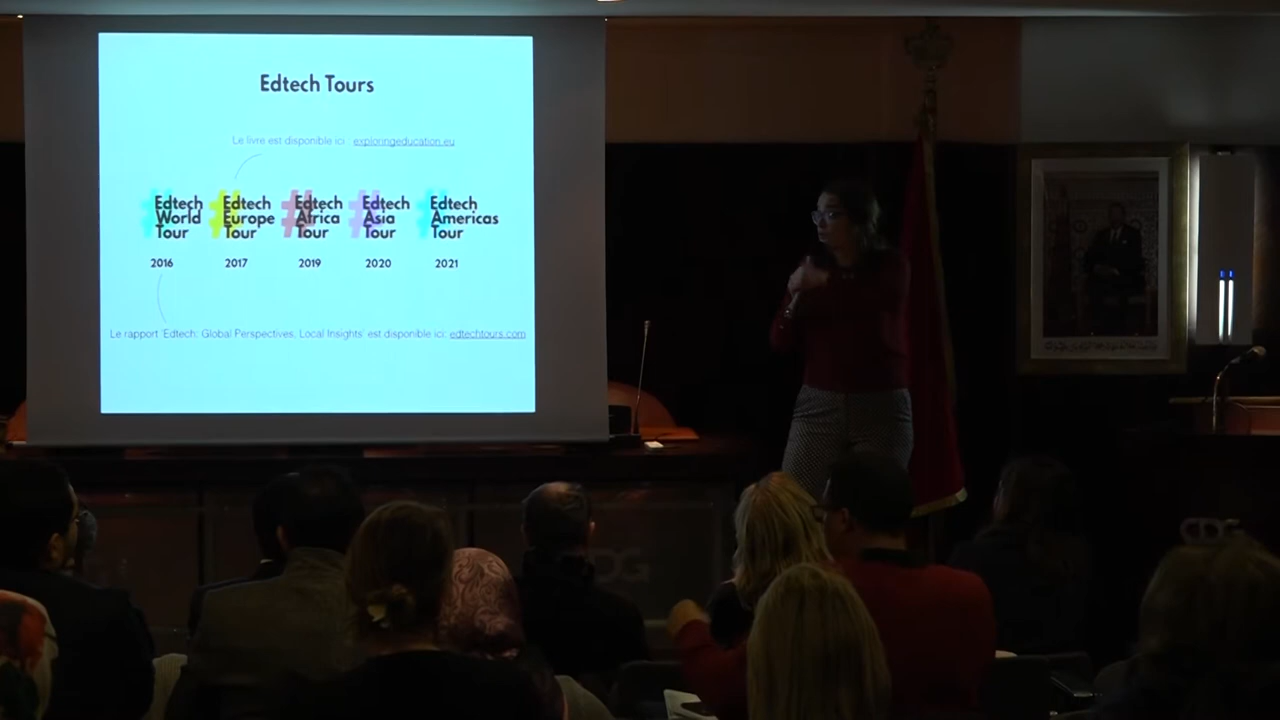 Edtech Tours
Le livre est disponible ici : exploringeducation.eu
#Edtech World Tour
#Edtech Europe Tour
#Edtech Africa Tour
#Edtech Asia Tour
#Edtech Americas Tour
2016 2017 2019 2020 2021
Le rapport 'Edtech: Global Perspectives, Local Insights' est disponible ici: edtechtours.com
CDG
CDG